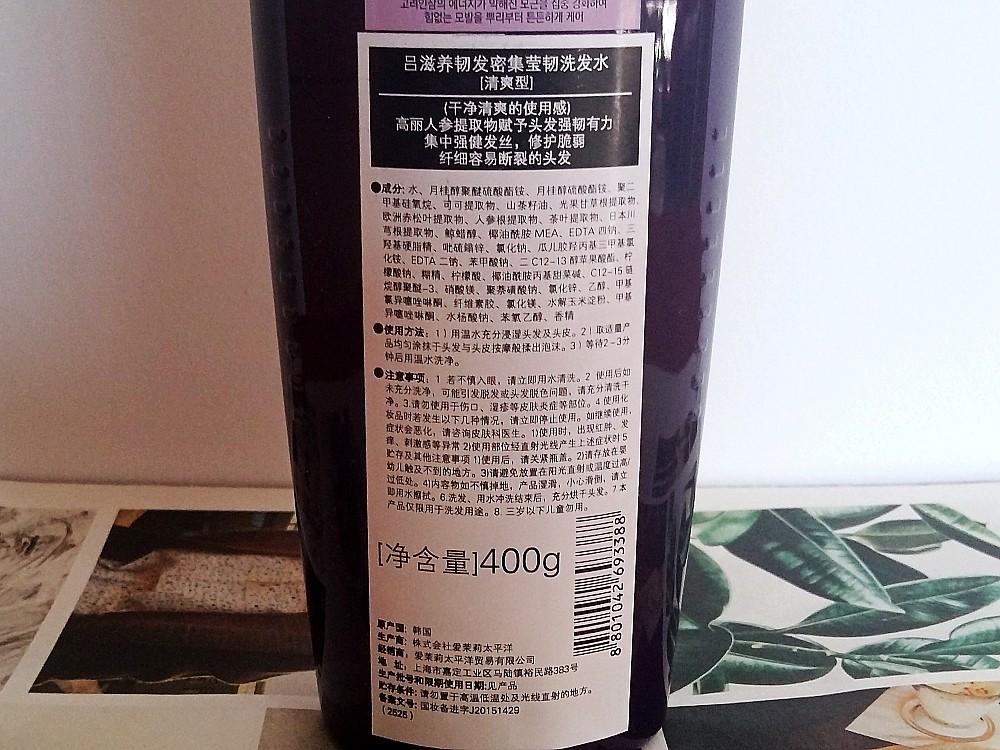 고려인삼의 에너지가 약해진 모근을 집중 강화하여
힘없는 모발을 뿌리부터 튼튼하게 케어
吕滋养韧发密集莹韧洗发水
[清爽型]
(干净清爽的使用感)
高丽人参提取物赋予头发强韧有力
集中强健发丝，修护脆弱
纤细容易断裂的头发
●成分: 水、月桂醇聚醚硫酸酯铵、月桂醇硫酸酯铵、聚二
甲基硅氧烷、可可提取物、山茶籽油、光果甘草根提取物、
欧洲赤松叶提取物、人参根提取物、茶叶提取物、日本川
芎根提取物、鲸蜡醇、椰油酰胺 MEA、EDTA 四钠、三
羟基硬脂精、吡硫鎓锌、氯化钠、瓜儿胶羟丙基三甲基氯
化铵、EDTA 二钠、苯甲酸钠、二 C12-13 醇苹果酸酯、柠
檬酸钠、糊精、柠檬酸、椰油酰胺丙基甜菜碱、C12-15 链
烷醇聚醚-3、硝酸镁、聚萘磺酸钠、氧化锌、乙醇、甲基
氯异噻唑啉酮、纤维素胶、氯化镁、水解玉米淀粉、甲基
异噻唑啉酮、水杨酸钠、苯氧乙醇、香精
●使用方法: 1）用温水充分浸湿头发及头皮。2）取适量产
品均匀涂抹于头发与头皮按摩般揉出泡沫。3）等待2~3分
钟后用温水洗净。
●注意事项: 1 若不慎入眼，请立即用水清洗。2 使用后如
未充分洗净，可能引发脱发或头发脱色问题，请充分清洗干
净。3.请勿使用于伤口、湿疹等皮肤炎症等部位。4 使用化
妆品时若发生以下几种情况，请立即停止使用。如继续使用，
症状会恶化，请咨询皮肤科医生。1)使用时，出现红肿、发
痒、刺激感等异常 2)使用部位经直射光线产生上述症状时 5
贮存及其他注意事项 1)使用后，请关紧瓶盖。2)请存放在婴
幼儿触及不到的地方。3)请避免放置在阳光直射或温度过高/
过低处。4)内容物如不慎掉地，产品湿滑，小心滑倒，请立
即用水擦拭。6.洗发、用水冲洗结束后，充分烘干头发。7.本
产品仅限用于洗发用途。8. 三岁以下儿童勿用。
[净含量]400g
8801042693388
原产国: 韩国
生产商: 株式会社爱茉莉太平洋
经销商: 爱茉莉太平洋贸易有限公司
地 址: 上海市嘉定工业区马陆镇裕民路383号
生产批号和限期使用日期:见产品
贮存条件: 请勿置于高温低温处及光线直射的地方。
备案文号: 国妆备进字J20151429
(2525)